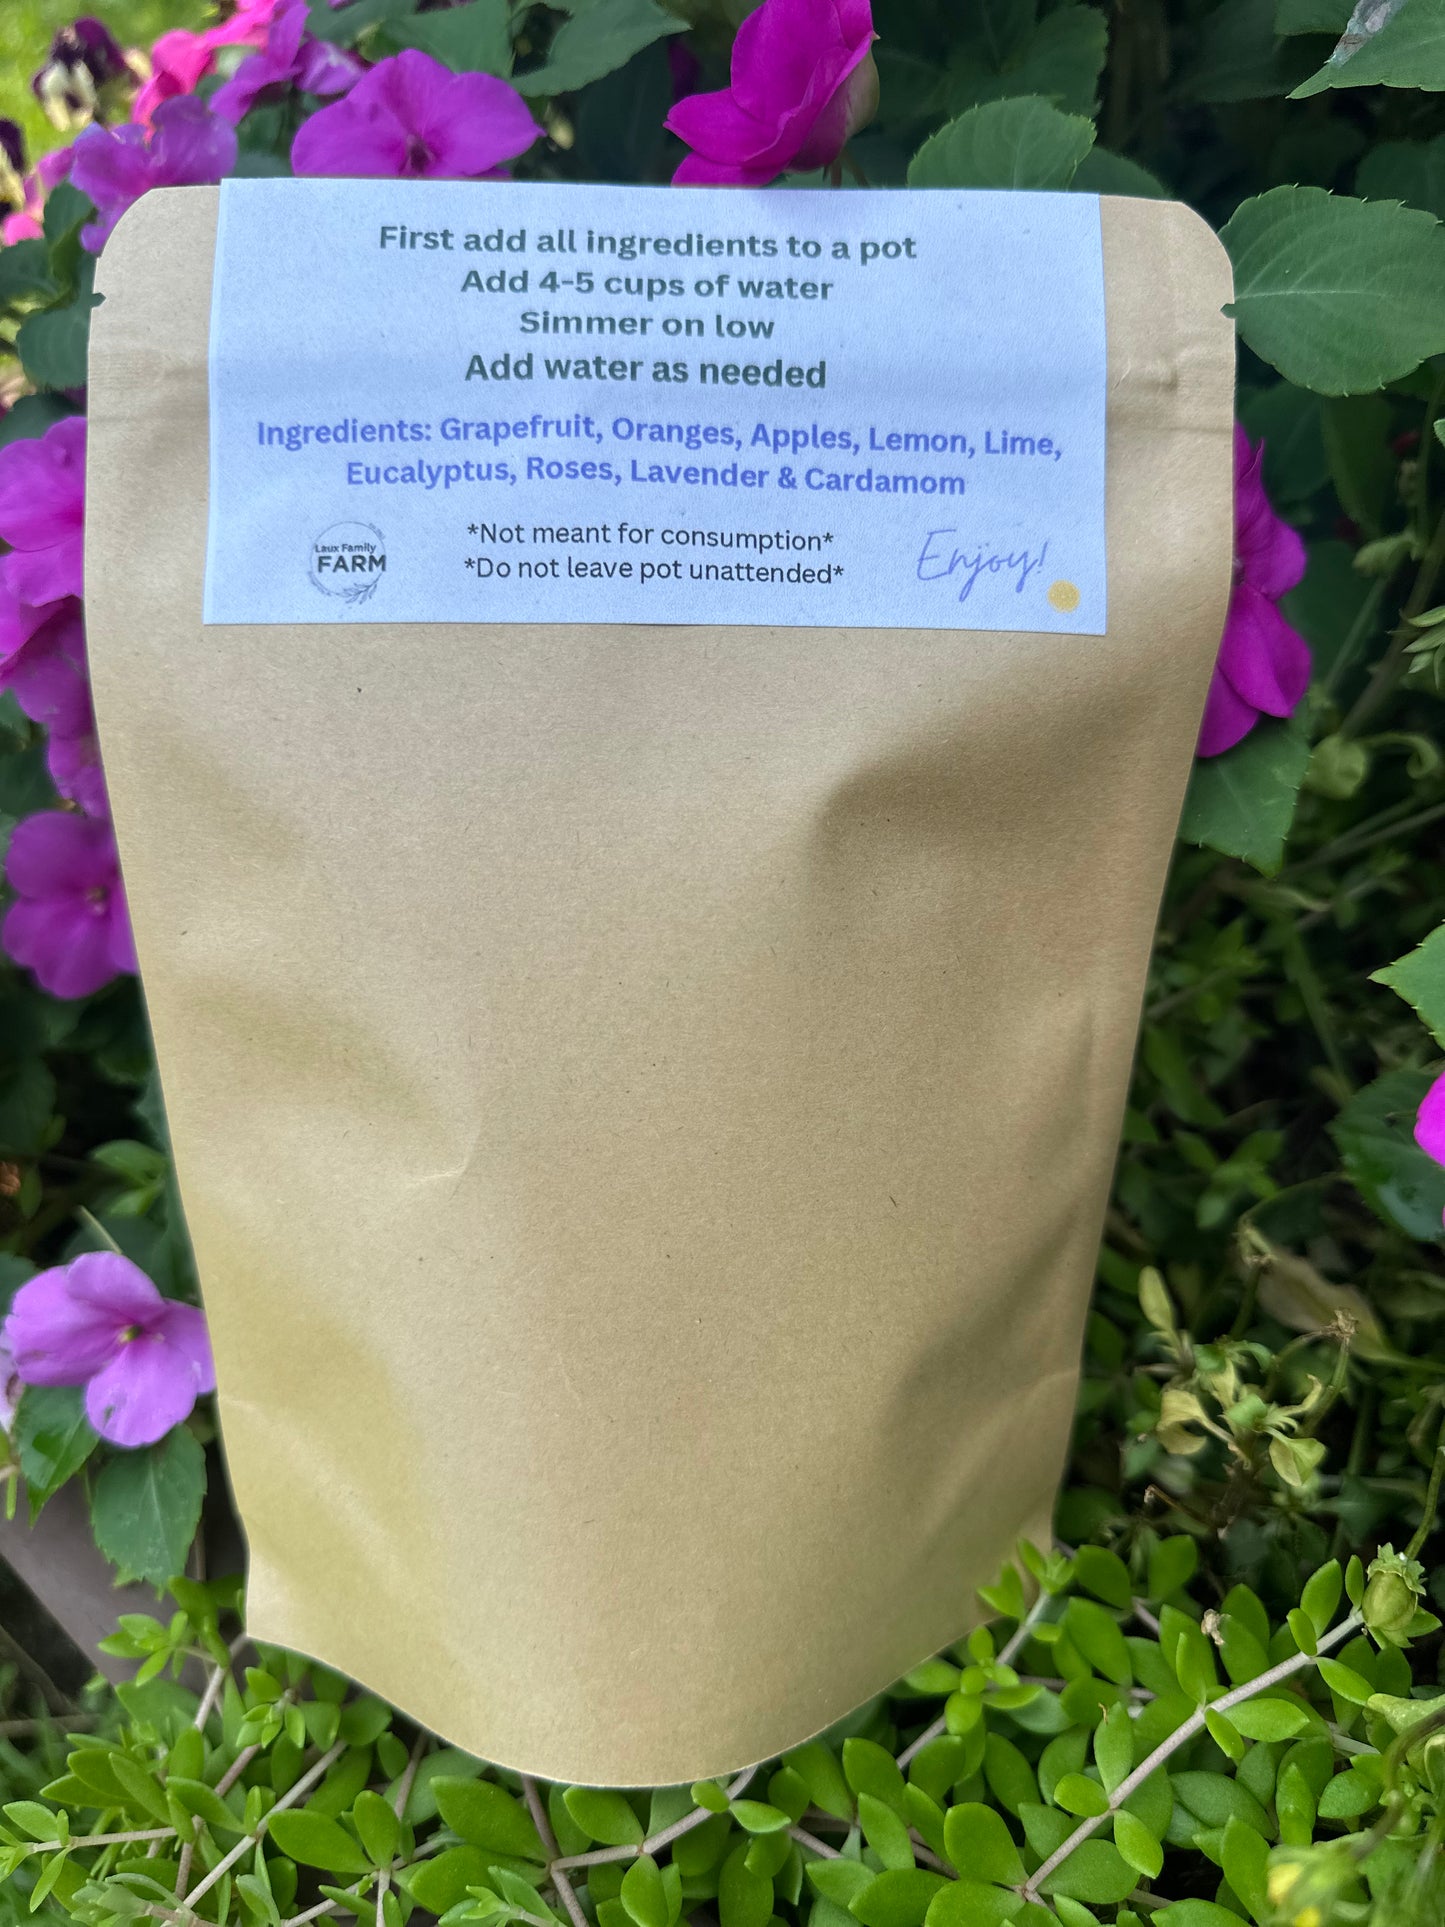 First add all ingredients to a pot
Add 4-5 cups of water
Simmer on low
Add water as needed
Ingredients: Grapefruit, Oranges, Apples, Lemon, Lime,
Eucalyptus, Roses, Lavender & Cardamom
*Not meant for consumption*
*Do not leave pot unattended*
Laux Family
FARM
Enjoy!